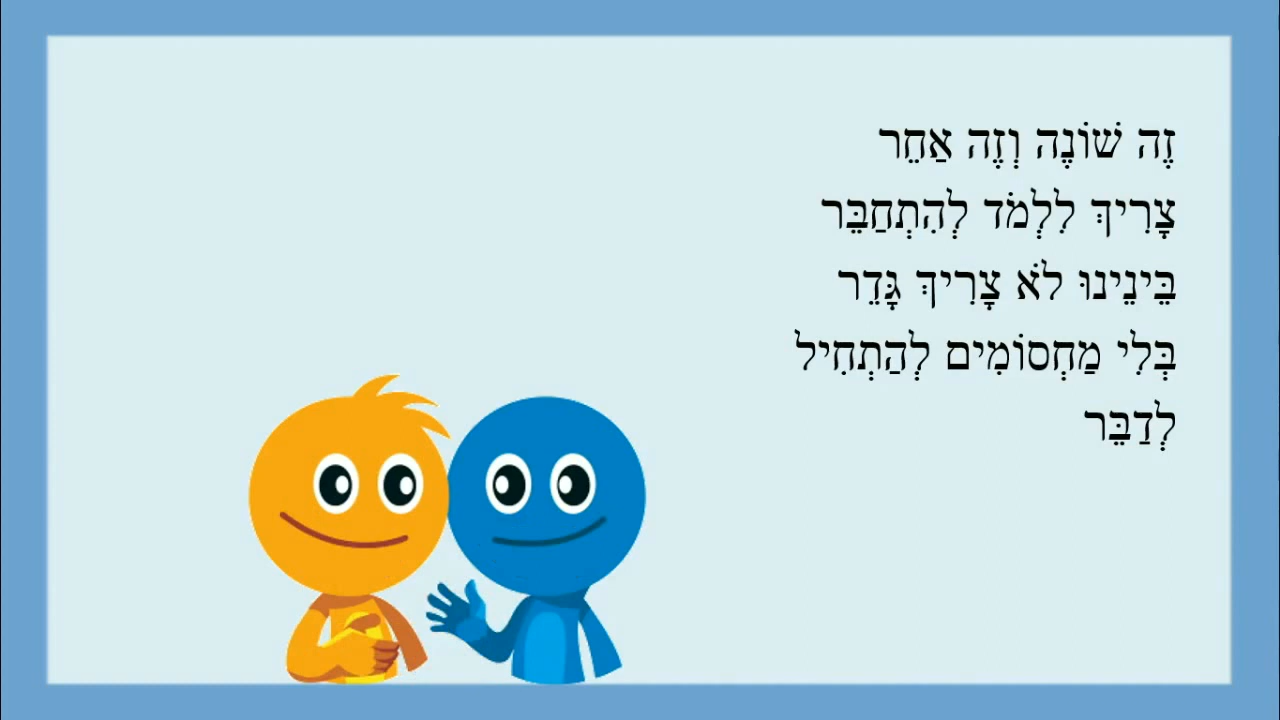 זֶה שׁוֹנֶה וְזֶה אַחֵר
צָרִיךְ לִלְמֹד לְהִתְחַבֵּר
בֵּינֵינוּ לֹא צָרִיךְ גָּדֵר
בְּלִי מַחְסוֹמִים לְהַתְחִיל
לְדַבֵּר